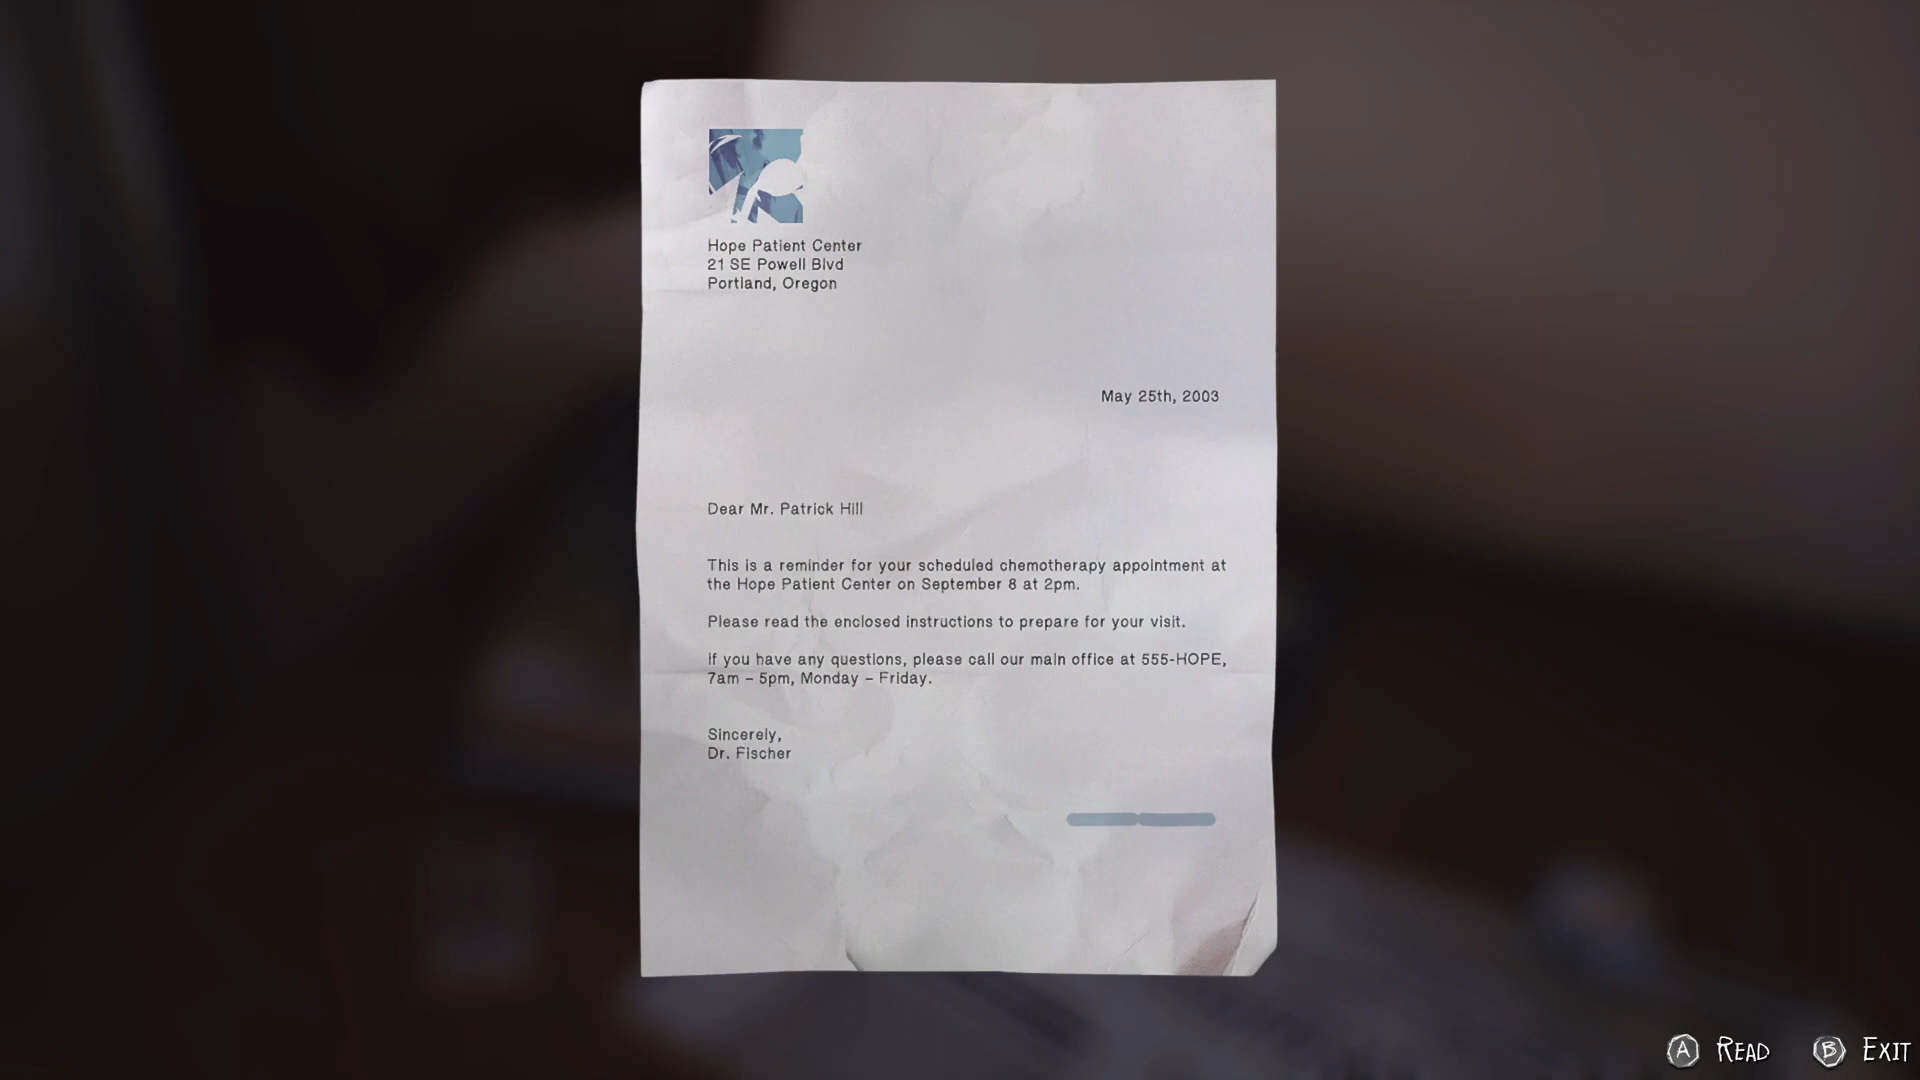 Hope Patient Center
21 SE Powell Blvd
Portland, Oregon
May 25th, 2003
Dear Mr. Patrick Hill
This is a reminder for your scheduled chemotherapy appointment at
the Hope Patient Center on September 8 at 2pm.
Please read the enclosed instructions to prepare for your visit.
If you have any questions, please call our main office at 555-HOPE,
7am – 5pm, Monday – Friday.
Sincerely,
Dr. Fischer
A READ B EXIT